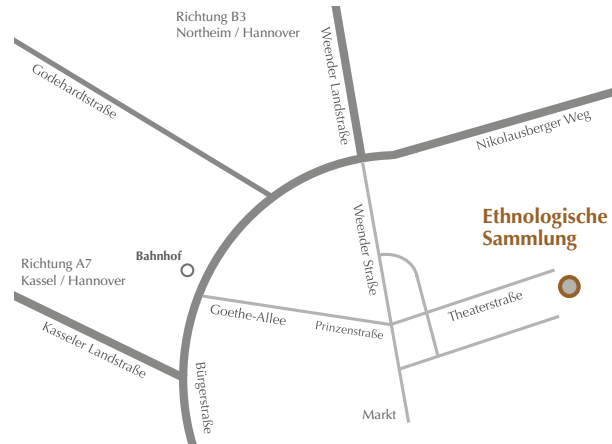 Richtung B3
Northeim / Hannover
Weender Landstraße
Godehardtstraße
Nikolausberger Weg
Ethnologische
Sammlung
Weender Straße
Bahnhof
Richtung A7
Kassel / Hannover
Goethe-Allee
Prinzenstraße
Theaterstraße
Kasseler Landstraße
Bürgerstraße
Markt